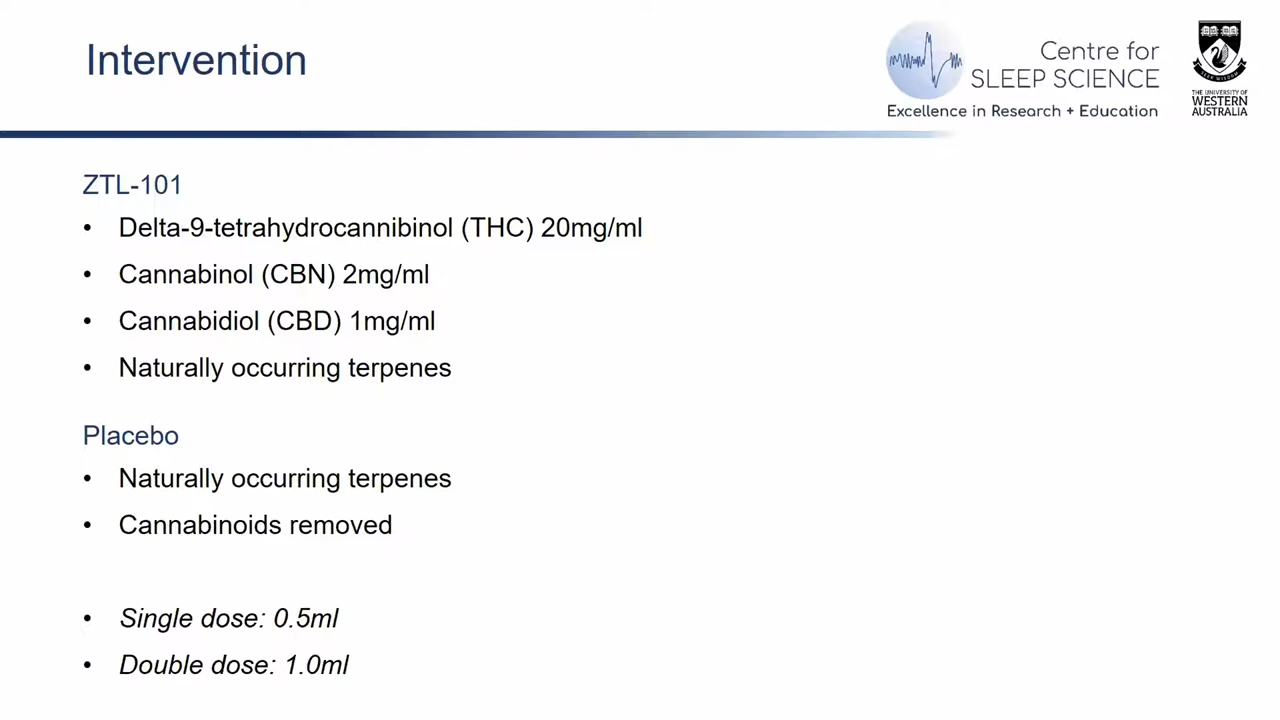 Intervention
Centre for
SLEEP SCIENCE
Excellence in Research + Education
THE UNIVERSITY OF
WESTERN
AUSTRALIA
ZTL-101
• Delta-9-tetrahydrocannibinol (THC) 20mg/ml
• Cannabinol (CBN) 2mg/ml
• Cannabidiol (CBD) 1mg/ml
• Naturally occurring terpenes
Placebo
• Naturally occurring terpenes
• Cannabinoids removed
• Single dose: 0.5ml
• Double dose: 1.0ml